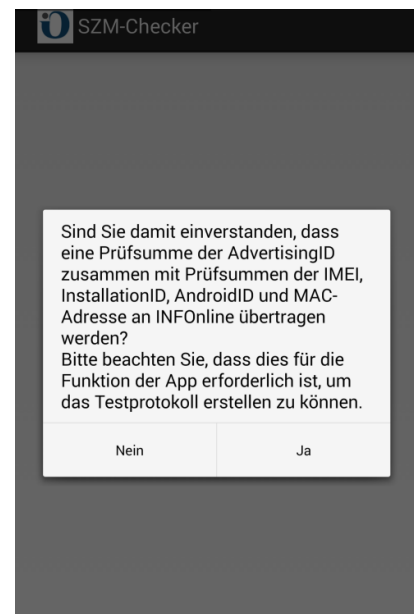 SZM-Checker
Sind Sie damit einverstanden, dass
eine Prüfsumme der AdvertisingID
zusammen mit Prüfsummen der IMEI,
InstallationID, AndroidID und MAC-
Adresse an INFOnline übertragen
werden?
Bitte beachten Sie, dass dies für die
Funktion der App erforderlich ist, um
das Testprotokoll erstellen zu können.
Nein Ja